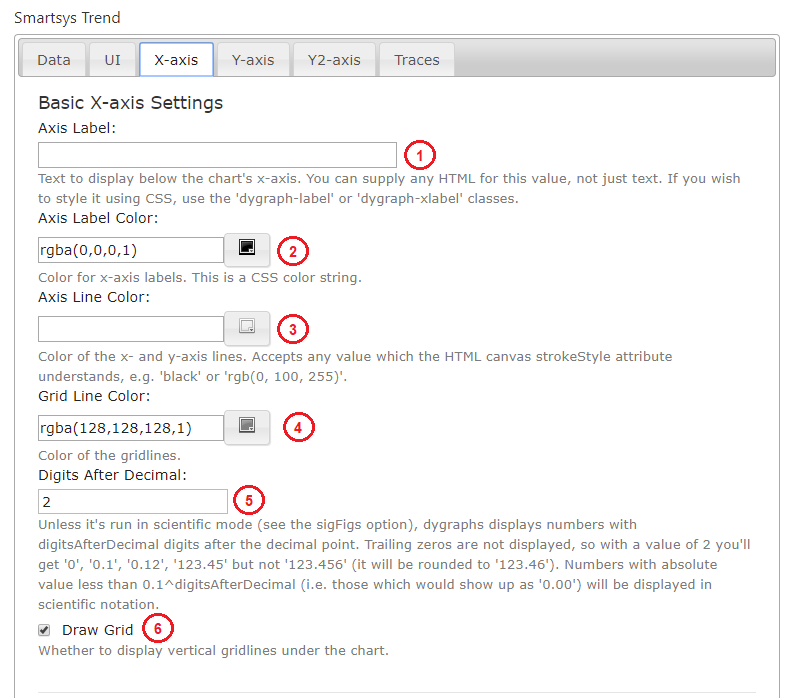 Smartsys Trend
Data UI X-axis Y-axis Y2-axis Traces
Basic X-axis Settings
Axis Label:
1
Text to display below the chart's x-axis. You can supply any HTML for this value, not just text. If you wish
to style it using CSS, use the 'dygraph-label' or 'dygraph-xlabel' classes.
Axis Label Color:
rgba(0,0,0,1) 2
Color for x-axis labels. This is a CSS color string.
Axis Line Color:
3
Color of the x- and y-axis lines. Accepts any value which the HTML canvas strokeStyle attribute
understands, e.g. 'black' or 'rgb(0, 100, 255)'.
Grid Line Color:
rgba(128,128,128,1) 4
Color of the gridlines.
Digits After Decimal:
2 5
Unless it's run in scientific mode (see the sigFigs option), dygraphs displays numbers with
digitsAfterDecimal digits after the decimal point. Trailing zeros are not displayed, so with a value of 2 you'll
get '0', '0.1', '0.12', '123.45' but not '123.456' (it will be rounded to '123.46'). Numbers with absolute
value less than 0.1^digitsAfterDecimal (i.e. those which would show up as '0.00') will be displayed in
scientific notation.
Draw Grid 6
Whether to display vertical gridlines under the chart.